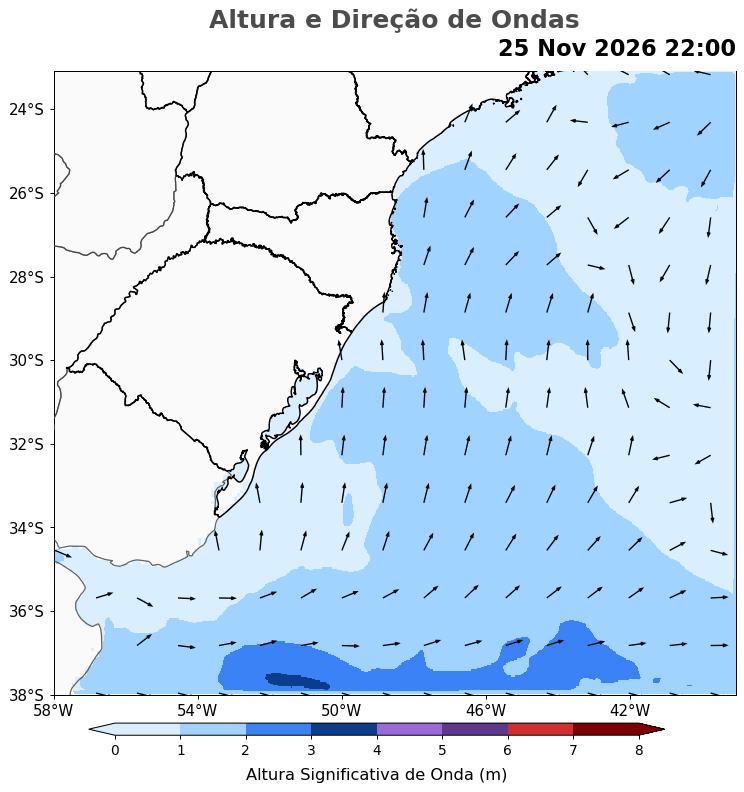 Altura e Direção de Ondas
25 Nov 2026 22:00
24°S
26°S
28°S
30°S
32°S
34°S
36°S
38°S
58°W 54°W 50°W 46°W 42°W
0 1 2 3 4 5 6 7 8
Altura Significativa de Onda (m)